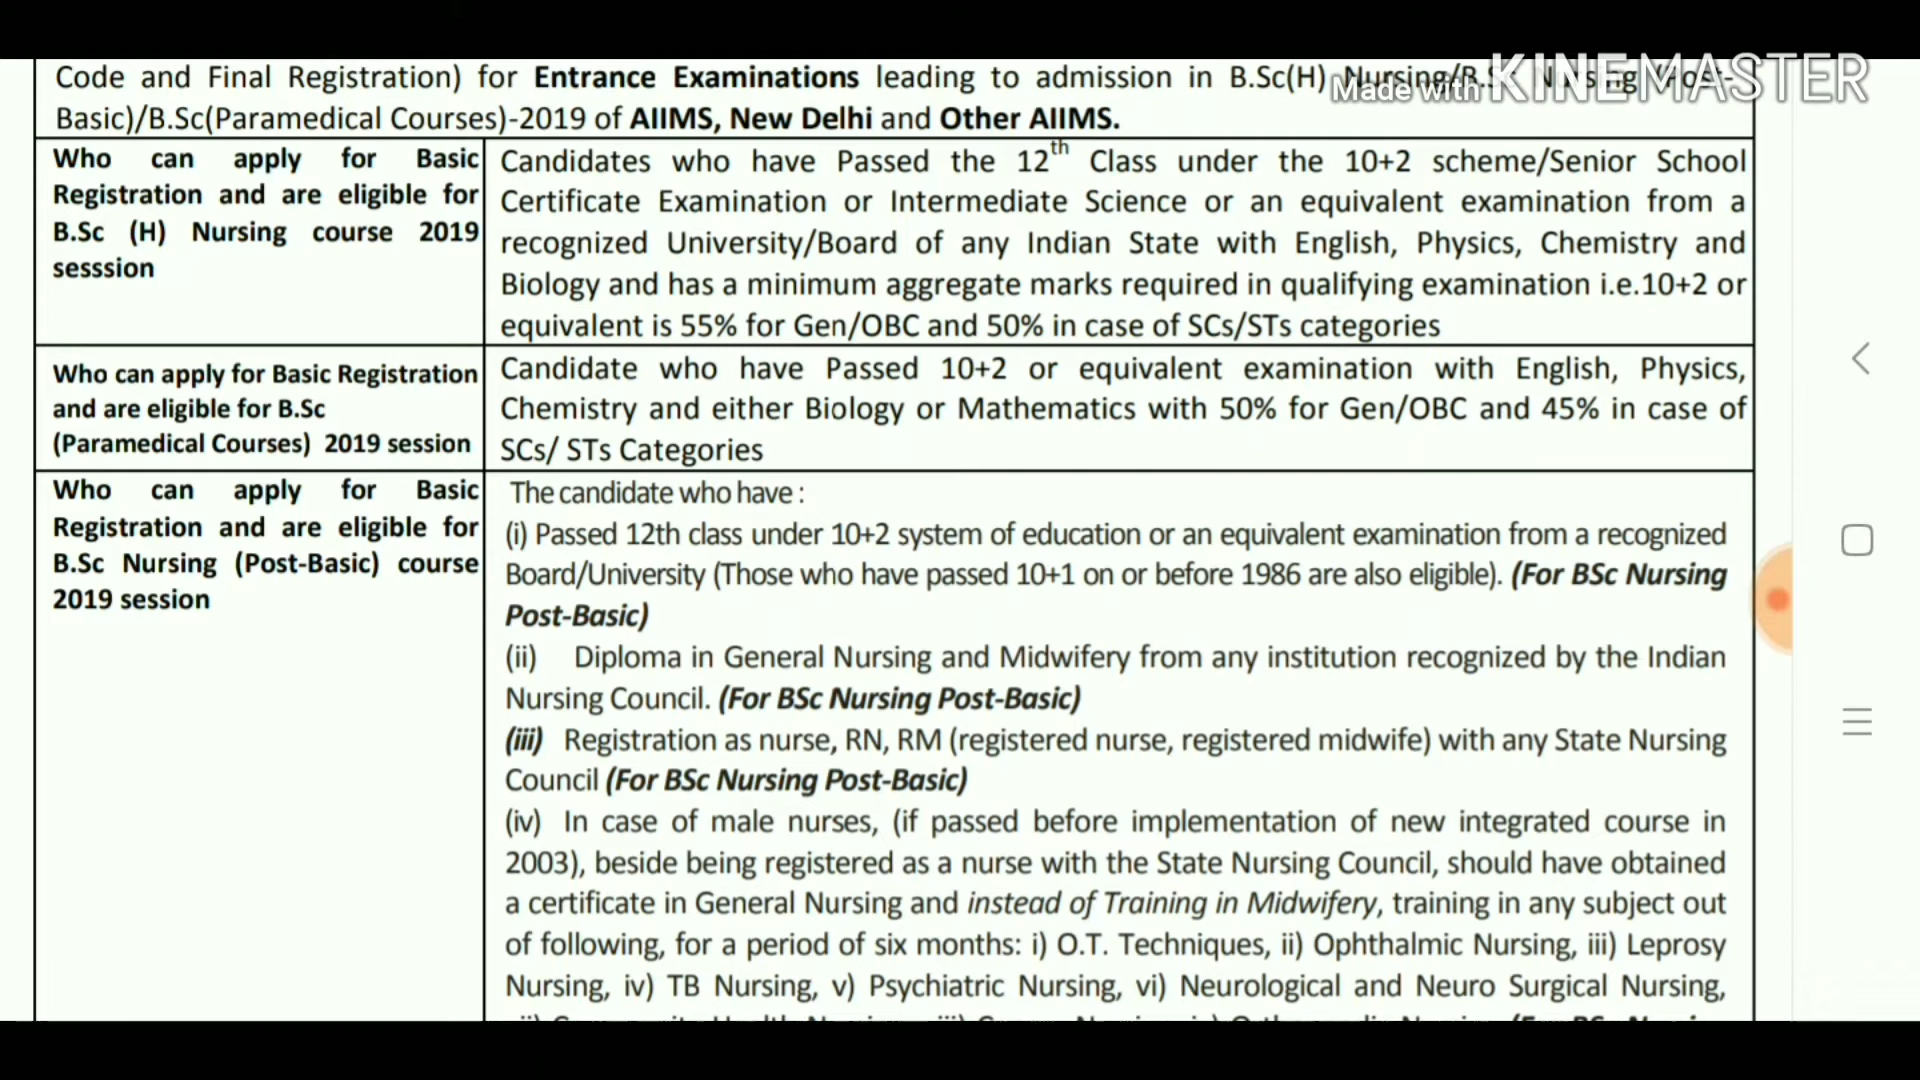 Code and Final Registration) for Entrance Examinations leading to admission in B.Sc(H) Nursing/B.Sc Nursing (Post-
Made with KINEMASTER
Basic)/B.Sc(Paramedical Courses)-2019 of AIIMS, New Delhi and Other AIIMS.
Who can apply for Basic
Registration and are eligible for
B.Sc (H) Nursing course 2019
sesssion
Candidates who have Passed the 12th Class under the 10+2 scheme/Senior School
Certificate Examination or Intermediate Science or an equivalent examination from a
recognized University/Board of any Indian State with English, Physics, Chemistry and
Biology and has a minimum aggregate marks required in qualifying examination i.e.10+2 or
equivalent is 55% for Gen/OBC and 50% in case of SCs/STs categories
Who can apply for Basic Registration
and are eligible for B.Sc
(Paramedical Courses) 2019 session
Candidate who have Passed 10+2 or equivalent examination with English, Physics,
Chemistry and either Biology or Mathematics with 50% for Gen/OBC and 45% in case of
SCs/ STs Categories
Who can apply for Basic
Registration and are eligible for
B.Sc Nursing (Post-Basic) course
2019 session
The candidate who have :
(i) Passed 12th class under 10+2 system of education or an equivalent examination from a recognized
Board/University (Those who have passed 10+1 on or before 1986 are also eligible). (For BSc Nursing
Post-Basic)
(ii) Diploma in General Nursing and Midwifery from any institution recognized by the Indian
Nursing Council. (For BSc Nursing Post-Basic)
(iii) Registration as nurse, RN, RM (registered nurse, registered midwife) with any State Nursing
Council (For BSc Nursing Post-Basic)
(iv) In case of male nurses, (if passed before implementation of new integrated course in
2003), beside being registered as a nurse with the State Nursing Council, should have obtained
a certificate in General Nursing and instead of Training in Midwifery, training in any subject out
of following, for a period of six months: i) O.T. Techniques, ii) Ophthalmic Nursing, iii) Leprosy
Nursing, iv) TB Nursing, v) Psychiatric Nursing, vi) Neurological and Neuro Surgical Nursing,